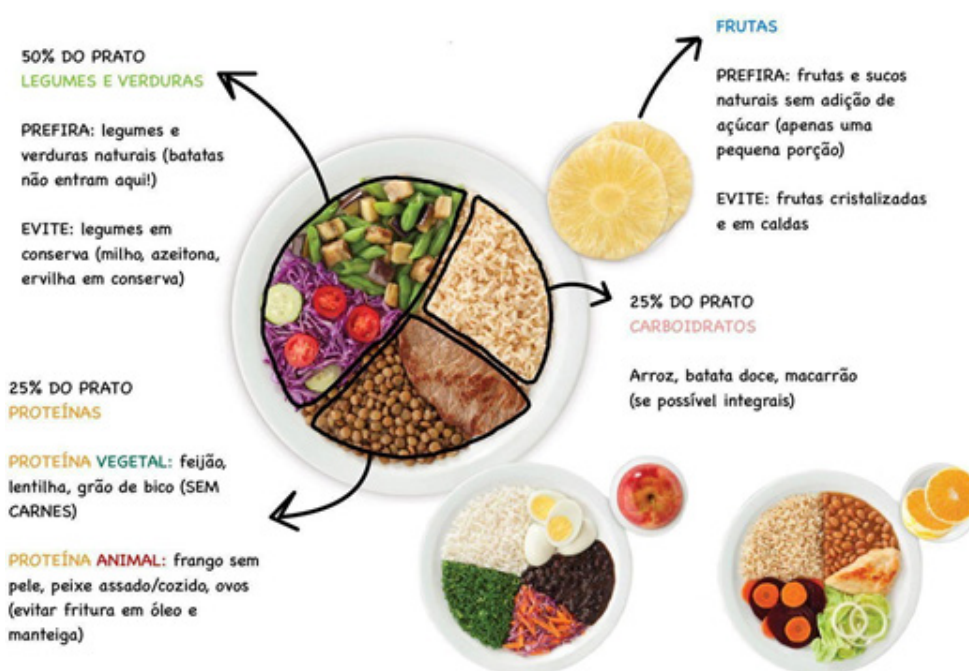 50% DO PRATO
LEGUMES E VERDURAS
PREFIRA: legumes e
verduras naturais (batatas
não entram aqui!)
EVITE: legumes em
conserva (milho, azeitona,
ervilha em conserva)
FRUTAS
PREFIRA: frutas e sucos
naturais sem adição de
açúcar (apenas uma
pequena porção)
EVITE: frutas cristalizadas
e em caldas
25% DO PRATO
CARBOIDRATOS
Arroz, batata doce, macarrão
(se possível integrais)
25% DO PRATO
PROTEÍNAS
PROTEÍNA VEGETAL: feijão,
lentilha, grão de bico (SEM
CARNES)
PROTEÍNA ANIMAL: frango sem
pele, peixe assado/cozido, ovos
(evitar fritura em óleo e
manteiga)